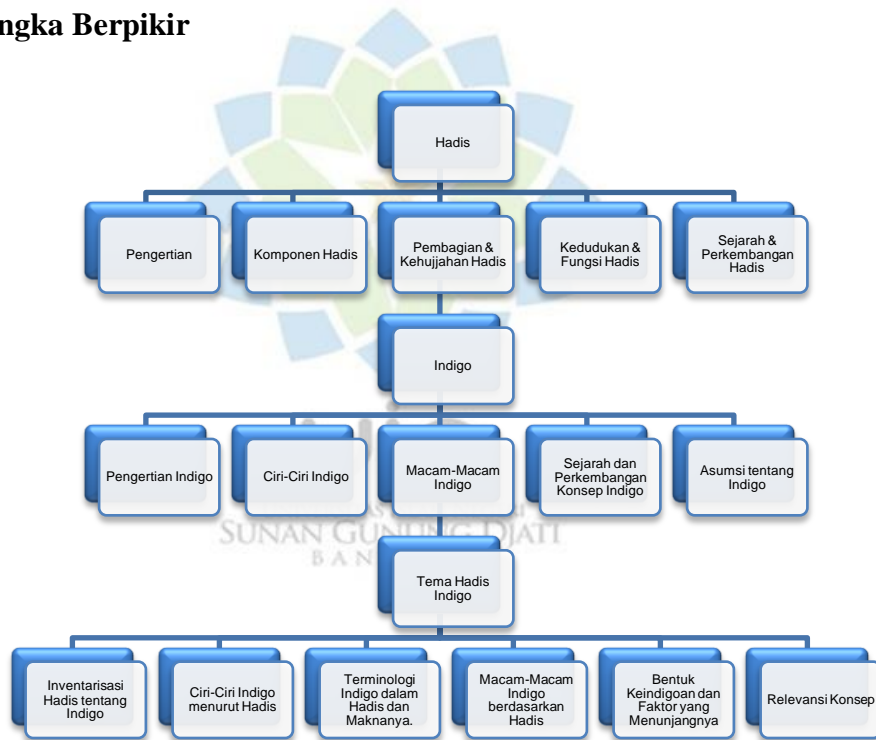 ngka Berpikir
Hadis
Pengertian
Komponen Hadis
Pembagian &
Kehujjahan Hadis
Kedudukan &
Fungsi Hadis
Sejarah &
Perkembangan
Hadis
Indigo
Pengertian Indigo
Ciri-Ciri Indigo
Macam-Macam
Indigo
Sejarah dan
Perkembangan
Konsep Indigo
Asumsi tentang
Indigo
SUNAN GUNUNG DJATI
Tema Hadis
Indigo
Inventarisasi
Hadis tentang
Indigo
Ciri-Ciri Indigo
menurut Hadis
Terminologi
Indigo dalam
Hadis dan
Maknanya.
Macam-Macam
Indigo
berdasarkan
Hadis
Bentuk
Keindigoan dan
Faktor yang
Menunjangnya
Relevansi Konsep